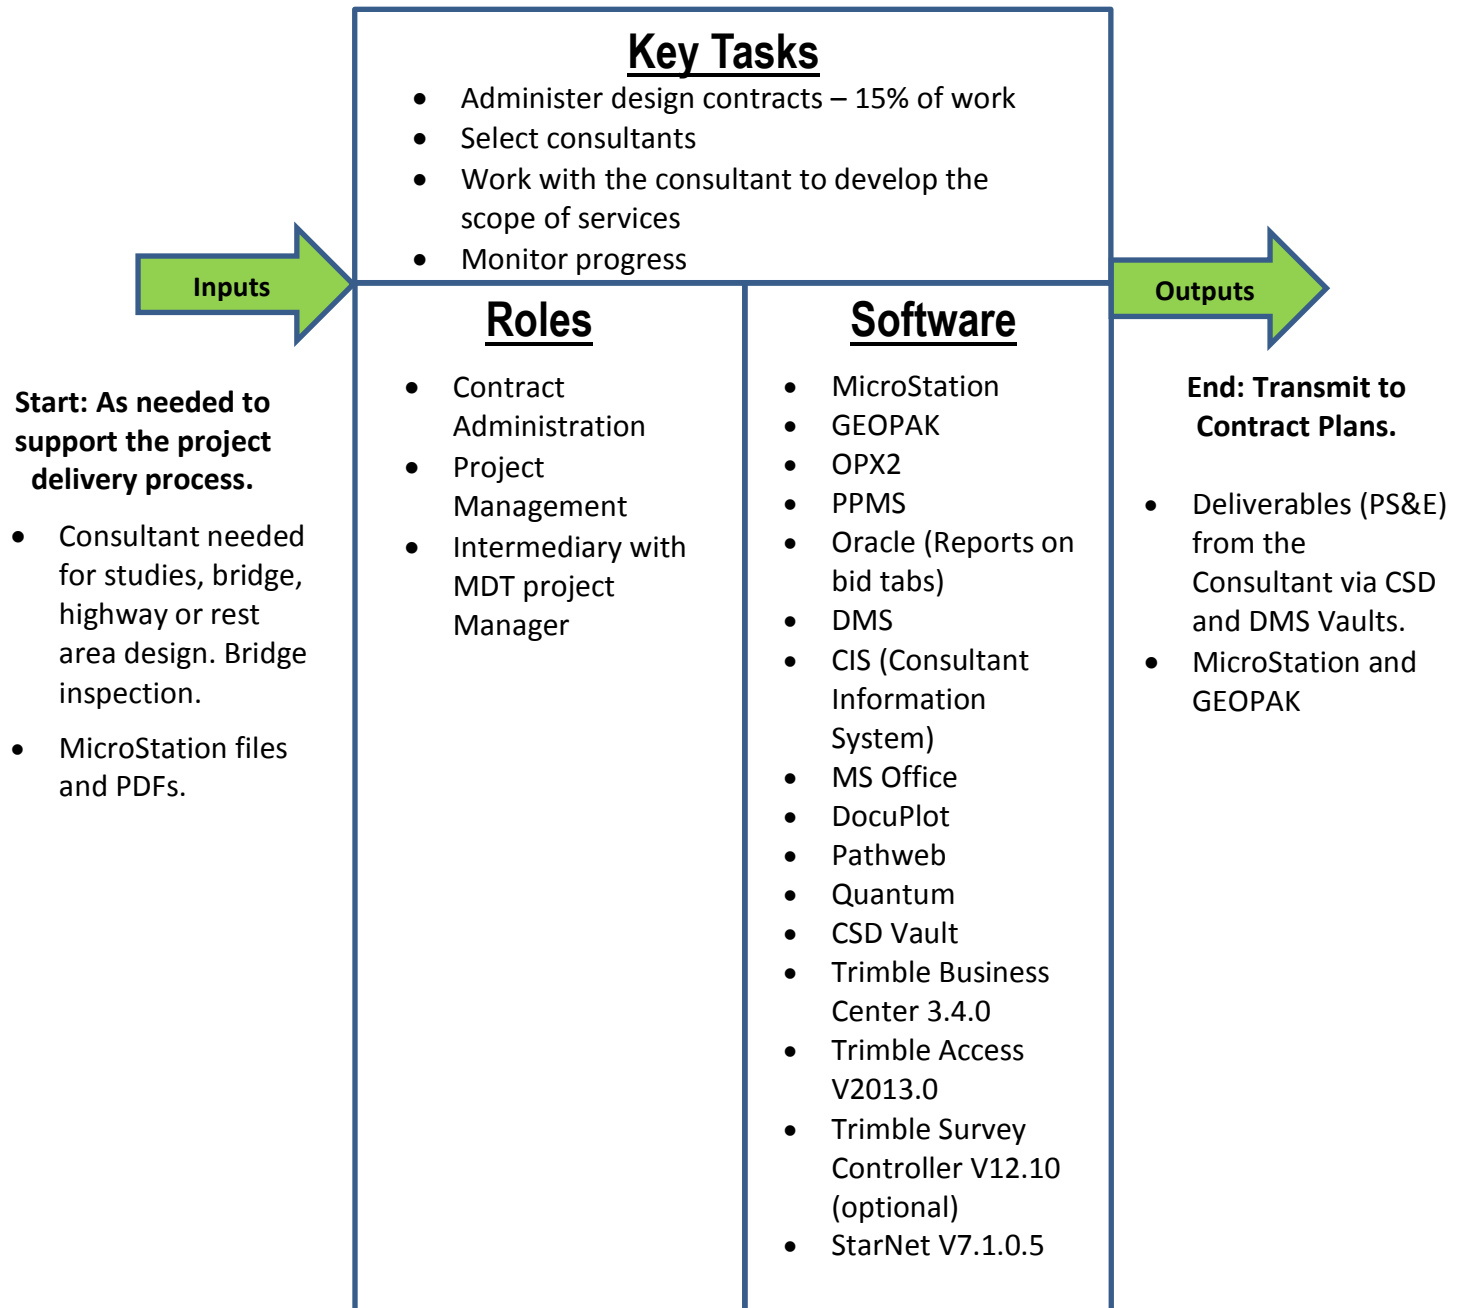 Key Tasks
• Administer design contracts – 15% of work
• Select consultants
• Work with the consultant to develop the
scope of services
• Monitor progress
Inputs
Start: As needed to
support the project
delivery process.
• Consultant needed
for studies, bridge,
highway or rest
area design. Bridge
inspection.
• MicroStation files
and PDFs.
Roles
• Contract
Administration
• Project
Management
• Intermediary with
MDT project
Manager
Software
• MicroStation
• GEOPAK
• OPX2
• PPMS
• Oracle (Reports on
bid tabs)
• DMS
• CIS (Consultant
Information
System)
• MS Office
• DocuPlot
• Pathweb
• Quantum
• CSD Vault
• Trimble Business
Center 3.4.0
• Trimble Access
V2013.0
• Trimble Survey
Controller V12.10
(optional)
• StarNet V7.1.0.5
Outputs
End: Transmit to
Contract Plans.
• Deliverables (PS&E)
from the
Consultant via CSD
and DMS Vaults.
• MicroStation and
GEOPAK